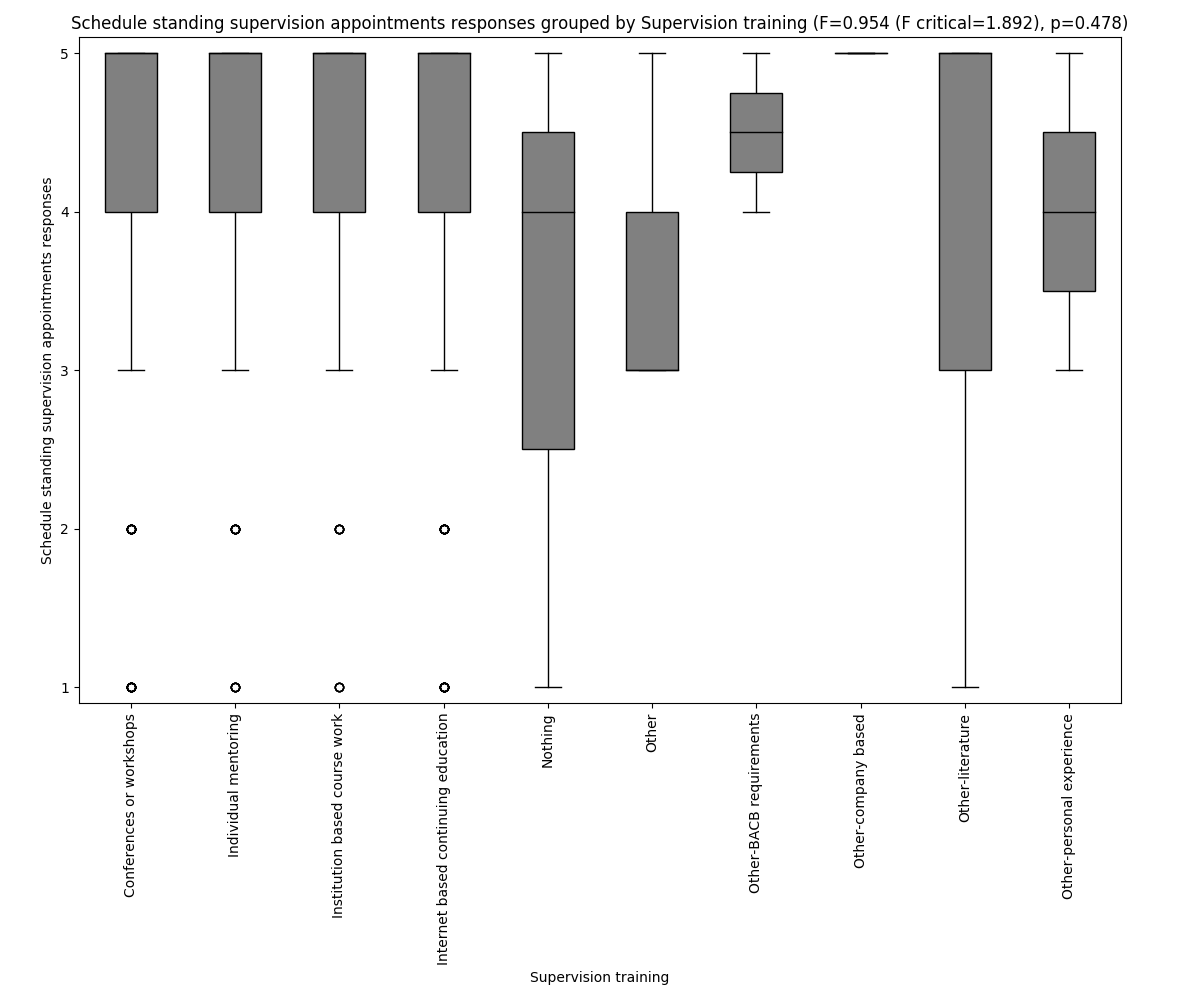 Schedule standing supervision appointments responses grouped by Supervision training (F=0.954 (F critical=1.892), p=0.478)
Schedule standing supervision appointments responses
5
4
3
2
1
Conferences or workshops
Individual mentoring
Institution based course work
Internet based continuing education
Nothing
Other
Other-BACB requirements
Other-company based
Other-literature
Other-personal experience
Supervision training